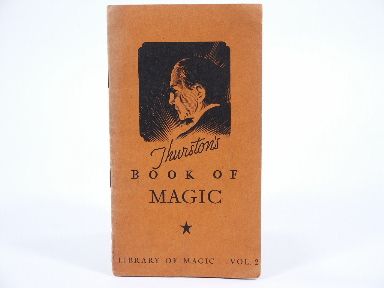 Thurston's
BOOK OF
MAGIC
LIBRARY OF MAGIC . VOL. 2